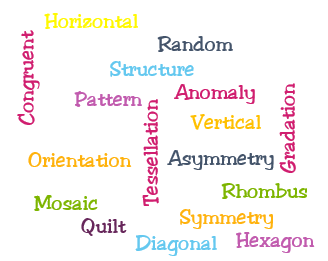 Horizontal
Congruent
Random
Structure
Pattern
Anomaly
Tessellation
Vertical
Gradation
Orientation
Asymmetry
Rhombus
Mosaic
Symmetry
Quilt
Diagonal
Hexagon